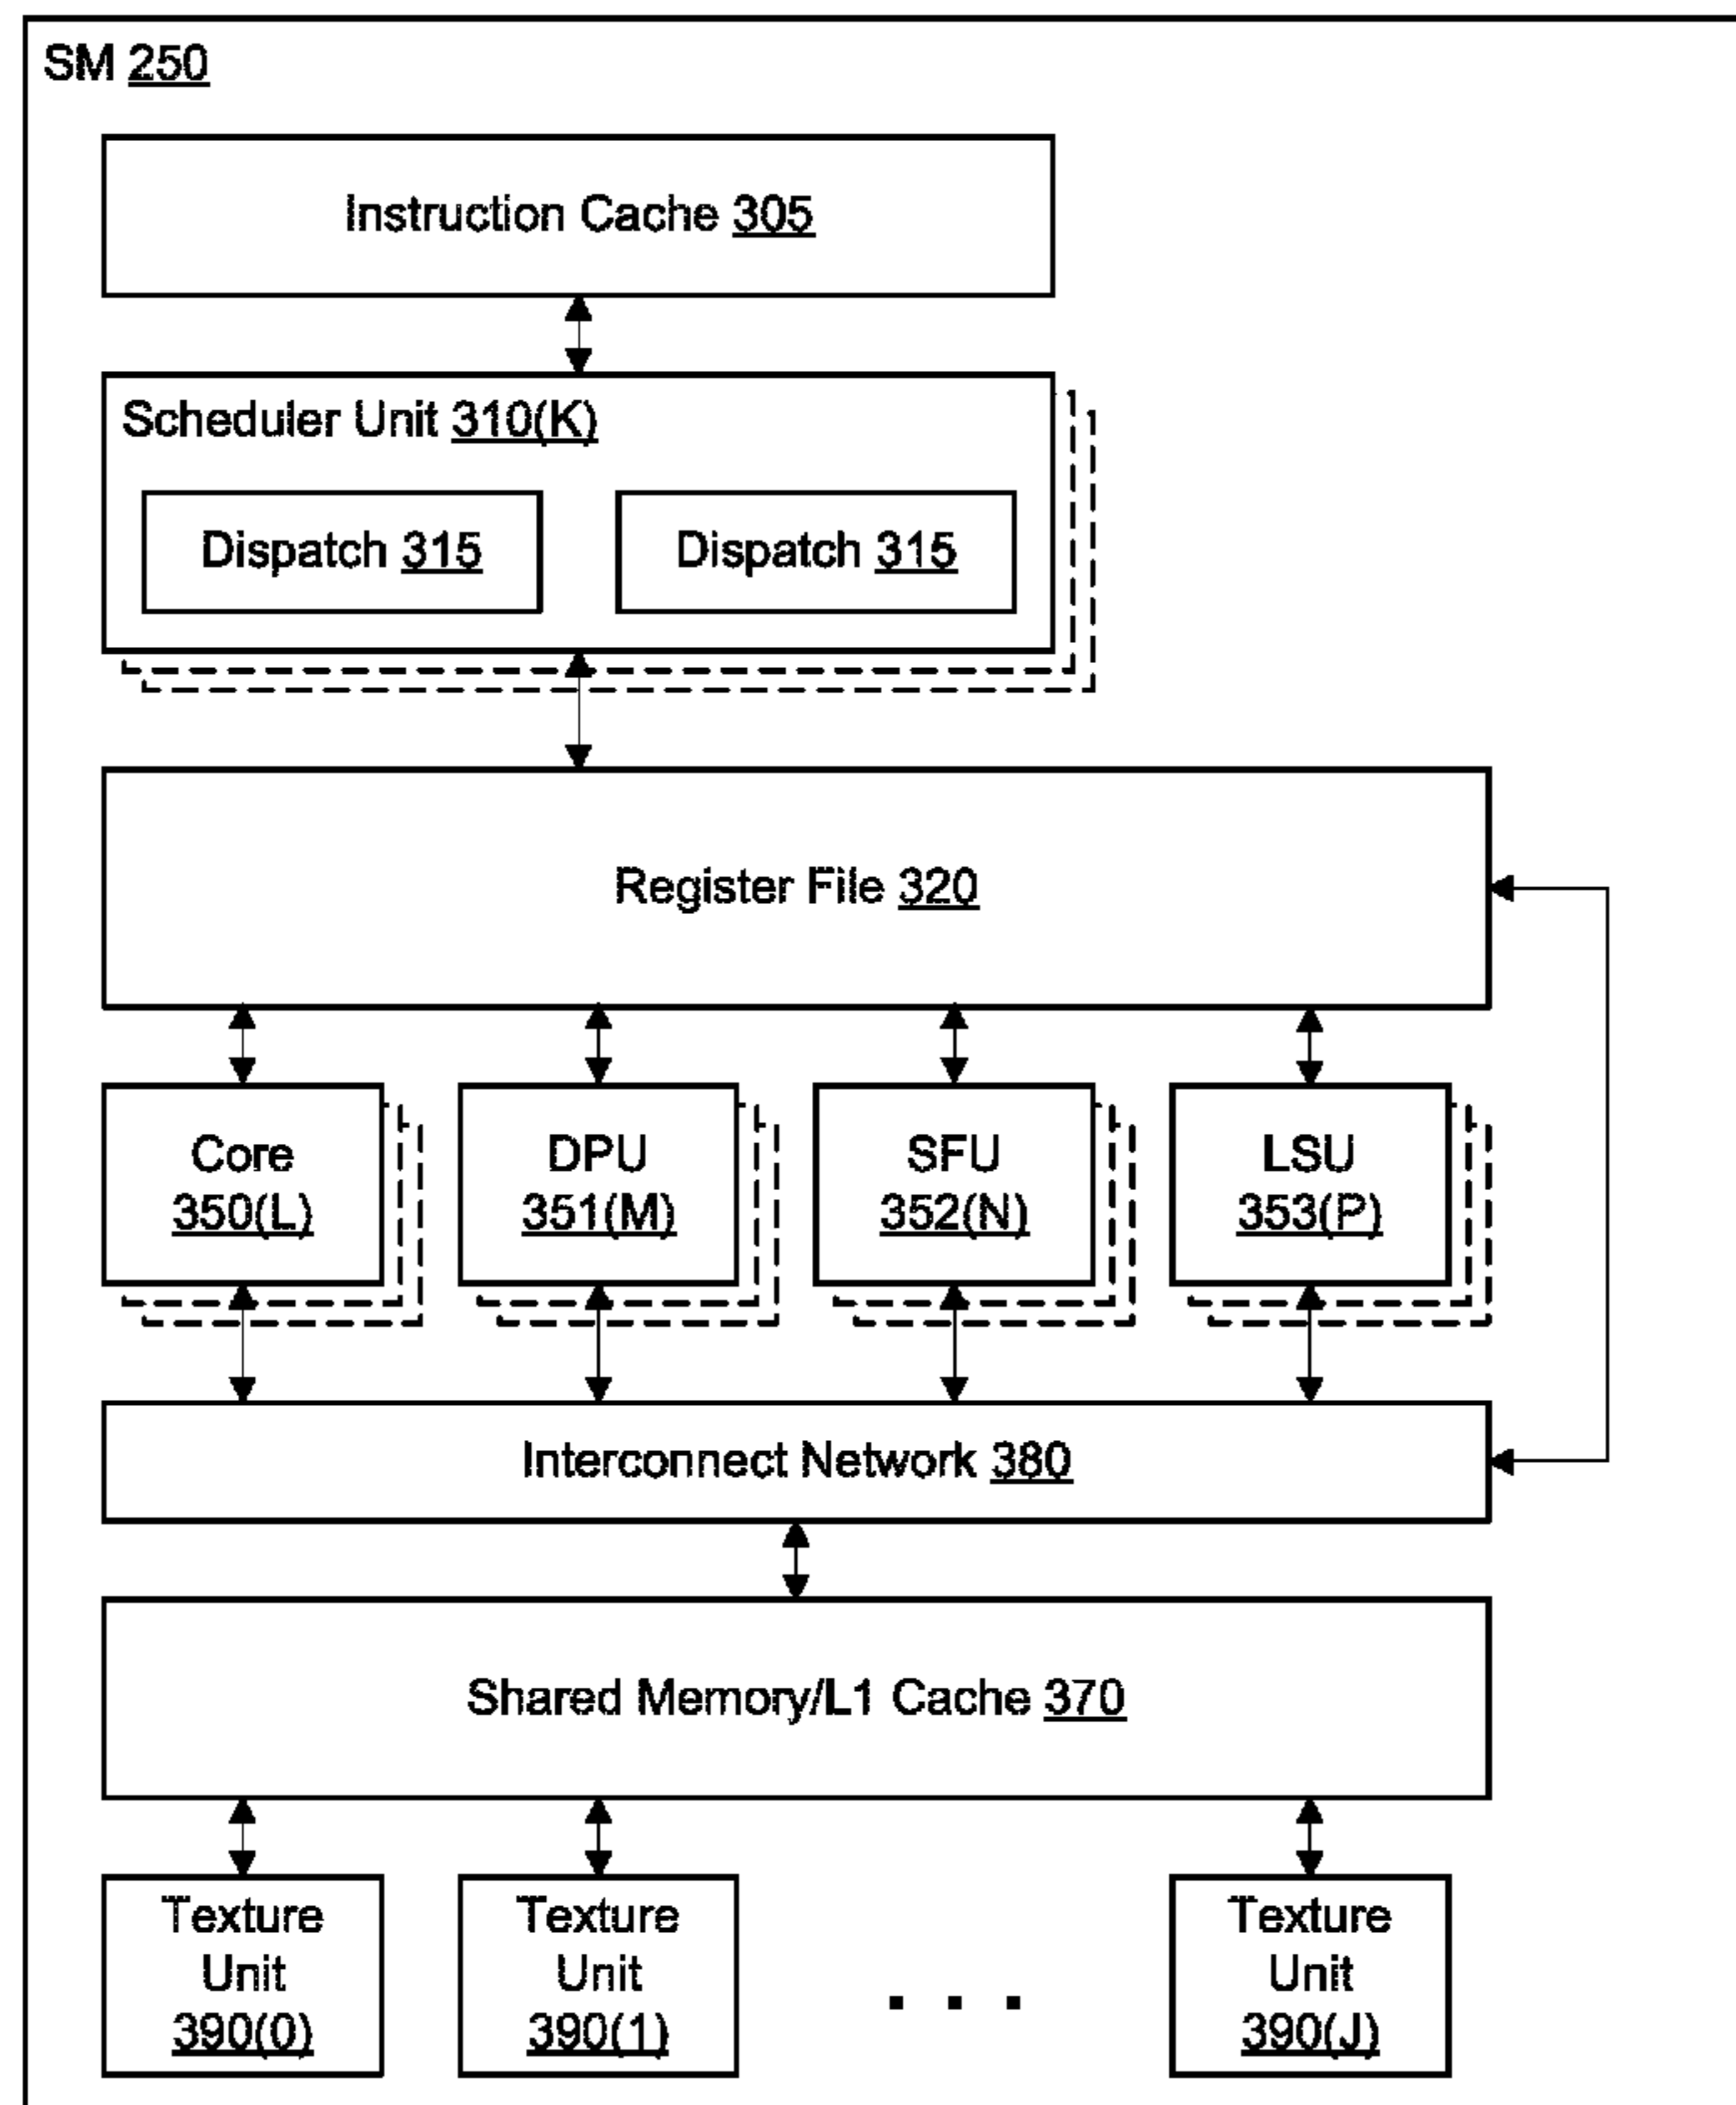 SM 250
Instruction Cache 305
Scheduler Unit 310(K)
Dispatch 315
Dispatch 315
Register File 320
Core
350(L)
DPU
351(M)
SFU
352(N)
LSU
353(P)
Interconnect Network 380
Shared Memory/L1 Cache 370
Texture
Unit
390(0)
Texture
Unit
390(1)
. . .
Texture
Unit
390(J)